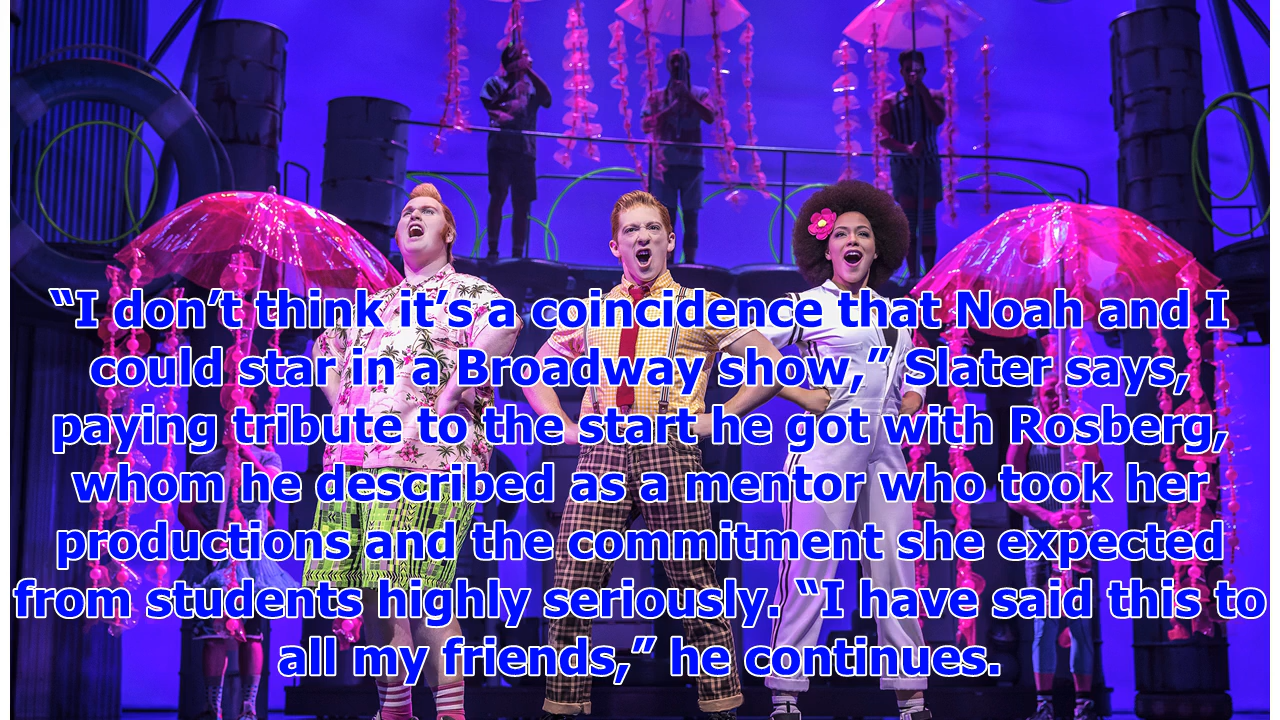 “I don’t think it’s a coincidence that Noah and I
could star in a Broadway show,” Slater says,
paying tribute to the start he got with Rosberg,
whom he described as a mentor who took her
productions and the commitment she expected
from students highly seriously. “I have said this to
all my friends,” he continues.